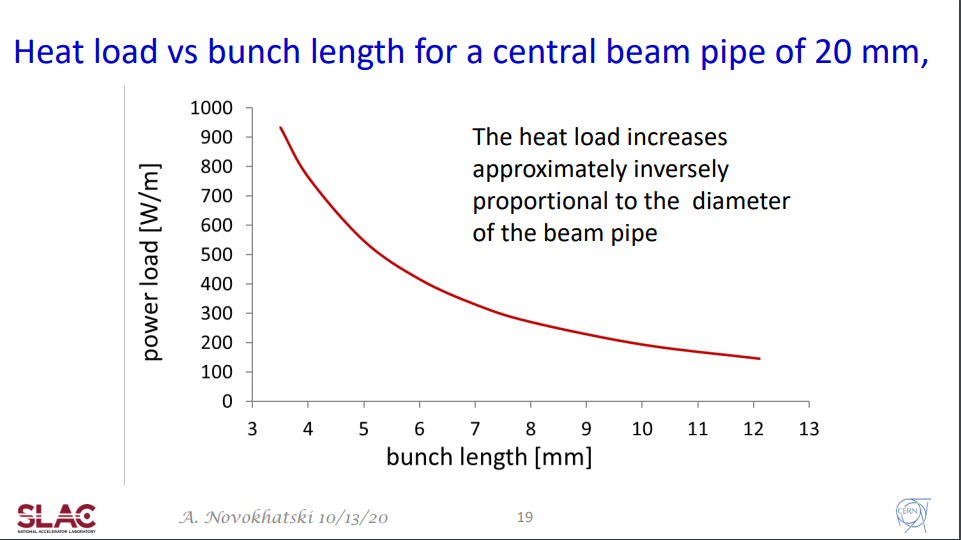 Heat load vs bunch length for a central beam pipe of 20 mm,
1000
900
800
700
600
500
400
300
200
100
0
power load [W/m]
The heat load increases
approximately inversely
proportional to the diameter
of the beam pipe
3 4 5 6 7 8 9 10 11 12 13
bunch length [mm]
SLAC
NATIONAL ACCELERATOR LABORATORY
A. Novokhatski 10/13/20
19
CERN